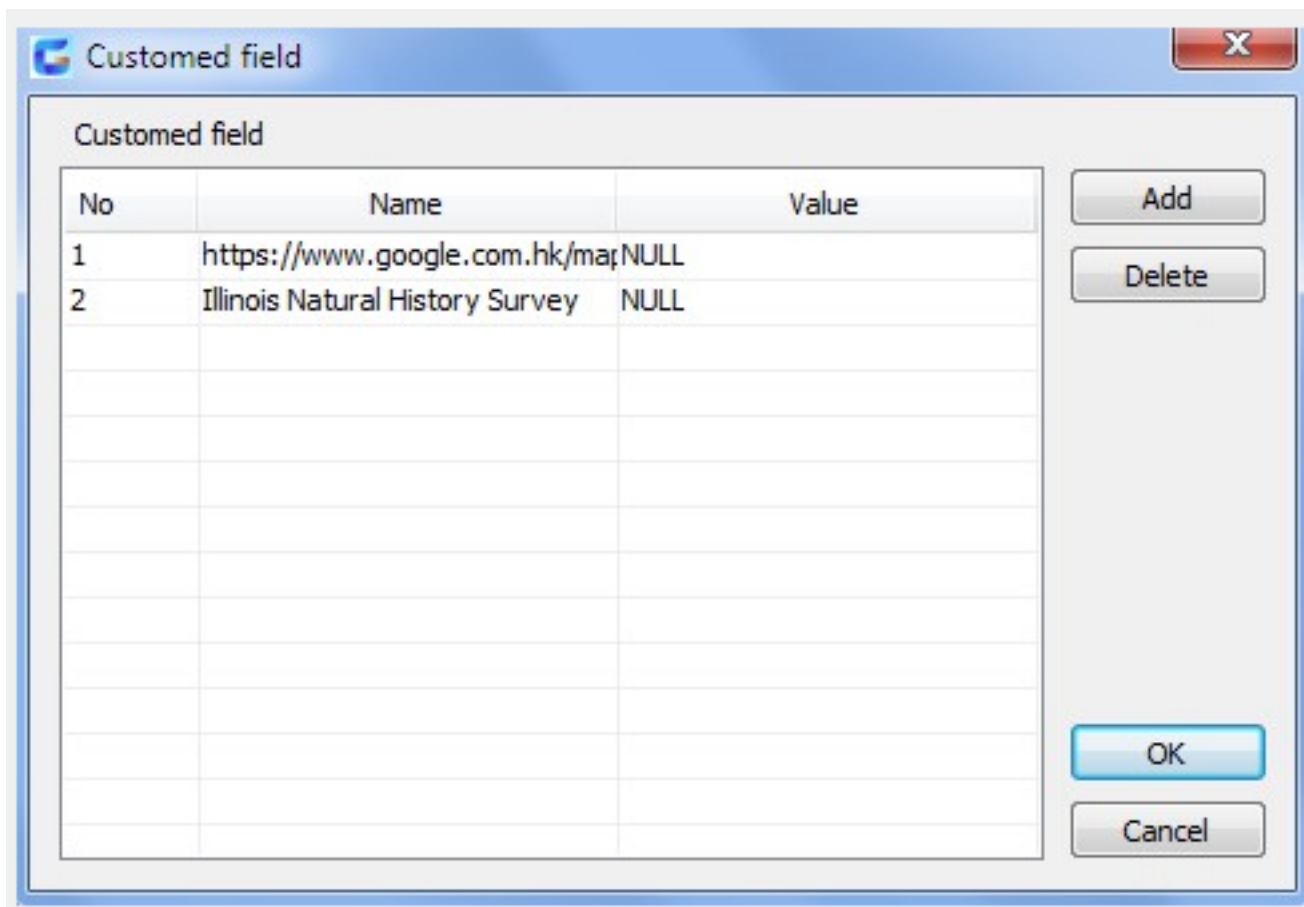 Customed field
Customed field
No Name Value
1 https://www.google.com.hk/map NULL
2 Illinois Natural History Survey NULL
Add
Delete
OK
Cancel